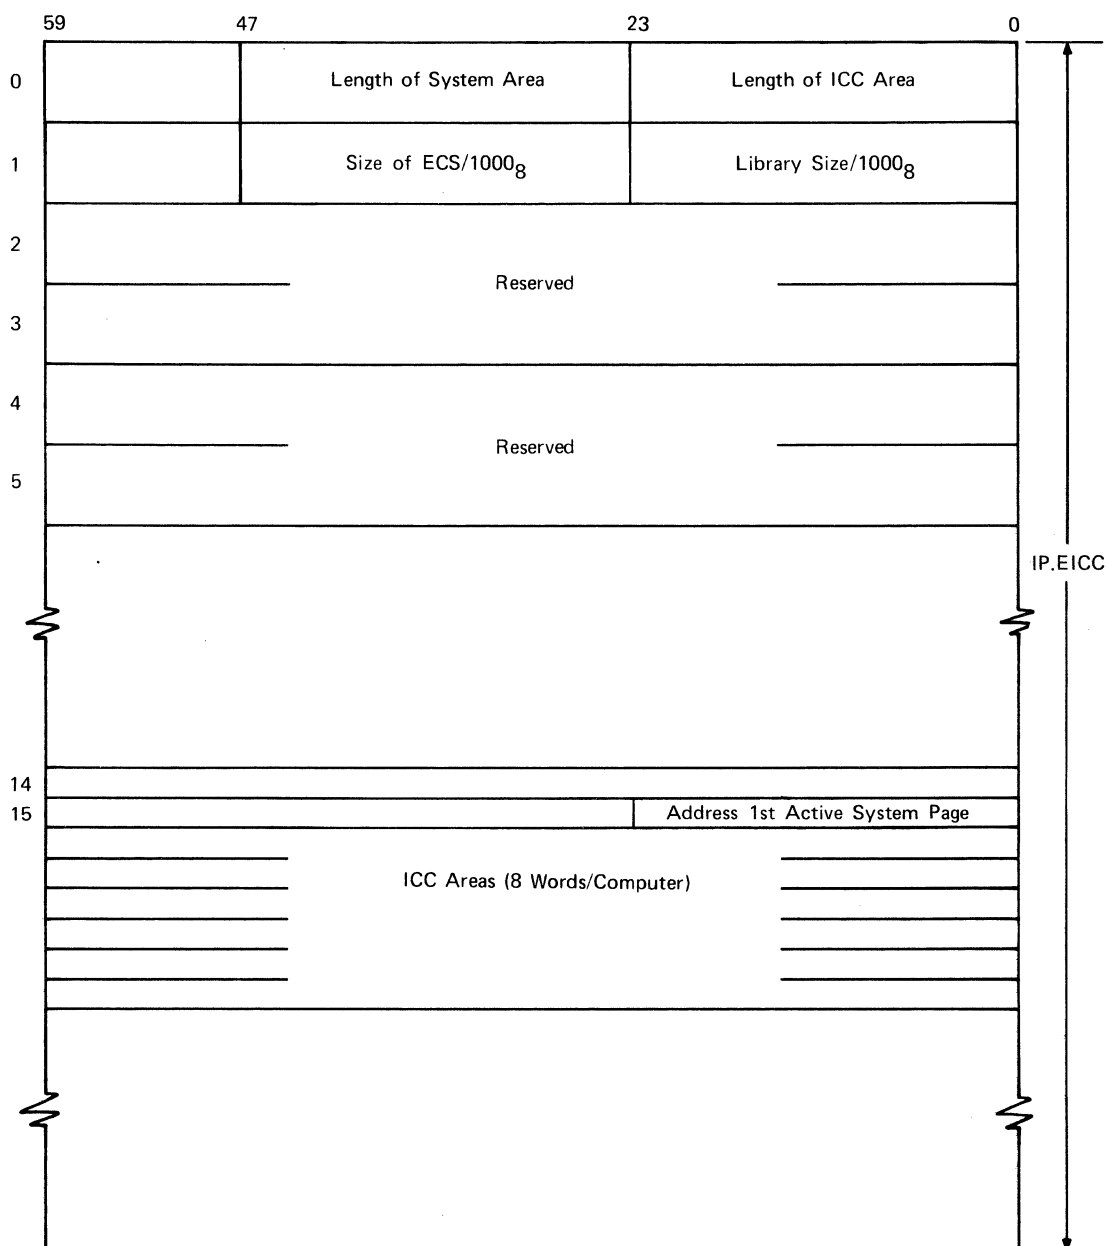 59 47 23 0
0 Length of System Area Length of ICC Area
1 Size of ECS/1000₈ Library Size/1000₈
2
Reserved
3
4
Reserved
5
IP.EICC
14
15 Address 1st Active System Page
ICC Areas (8 Words/Computer)